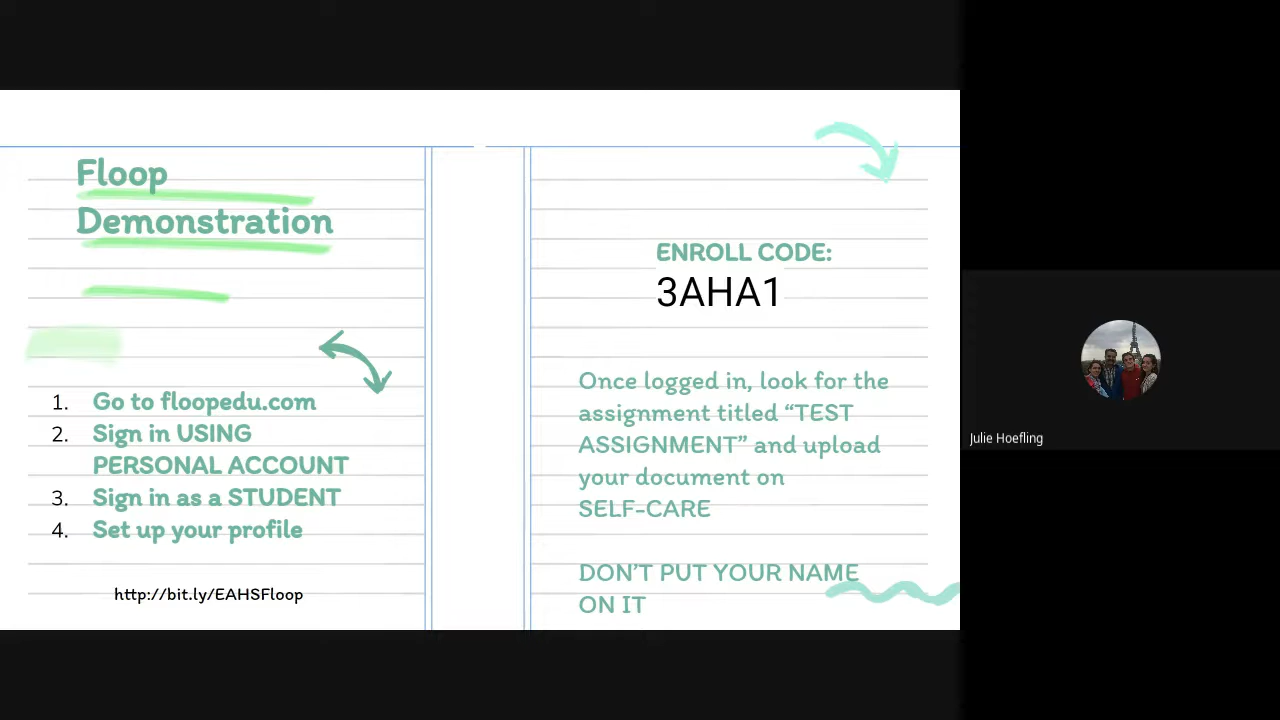 Floop
Demonstration
1. Go to floopedu.com
2. Sign in USING
PERSONAL ACCOUNT
3. Sign in as a STUDENT
4. Set up your profile
http://bit.ly/EAHSFloop
ENROLL CODE:
3AHA1
Once logged in, look for the
assignment titled “TEST
ASSIGNMENT” and upload
your document on
SELF-CARE
DON’T PUT YOUR NAME
ON IT
Julie Hoefling